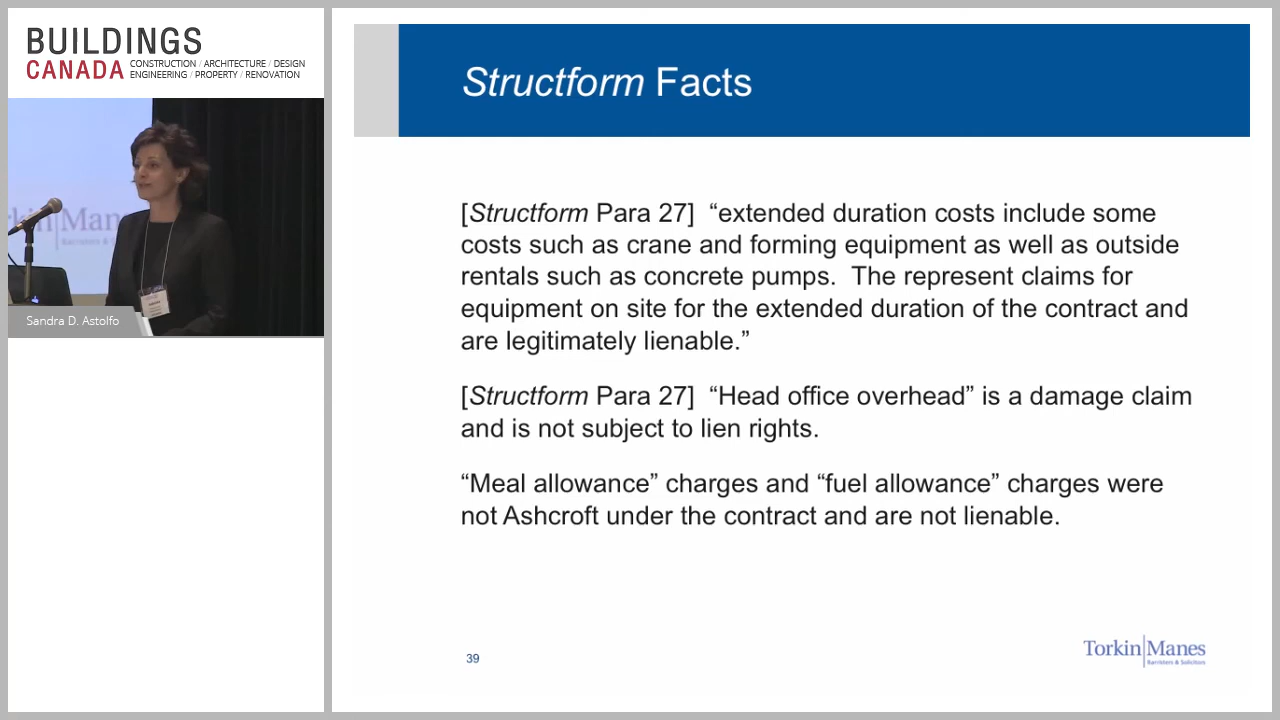 BUILDINGS
CANADA
CONSTRUCTION / ARCHITECTURE / DESIGN
ENGINEERING / PROPERTY / RENOVATION
Sandra D. Astolfo
Structform Facts
[Structform Para 27] “extended duration costs include some
costs such as crane and forming equipment as well as outside
rentals such as concrete pumps. The represent claims for
equipment on site for the extended duration of the contract and
are legitimately lienable.”
[Structform Para 27] “Head office overhead” is a damage claim
and is not subject to lien rights.
“Meal allowance” charges and “fuel allowance” charges were
not Ashcroft under the contract and are not lienable.
39
Torkin Manes
Barristers & Solicitors